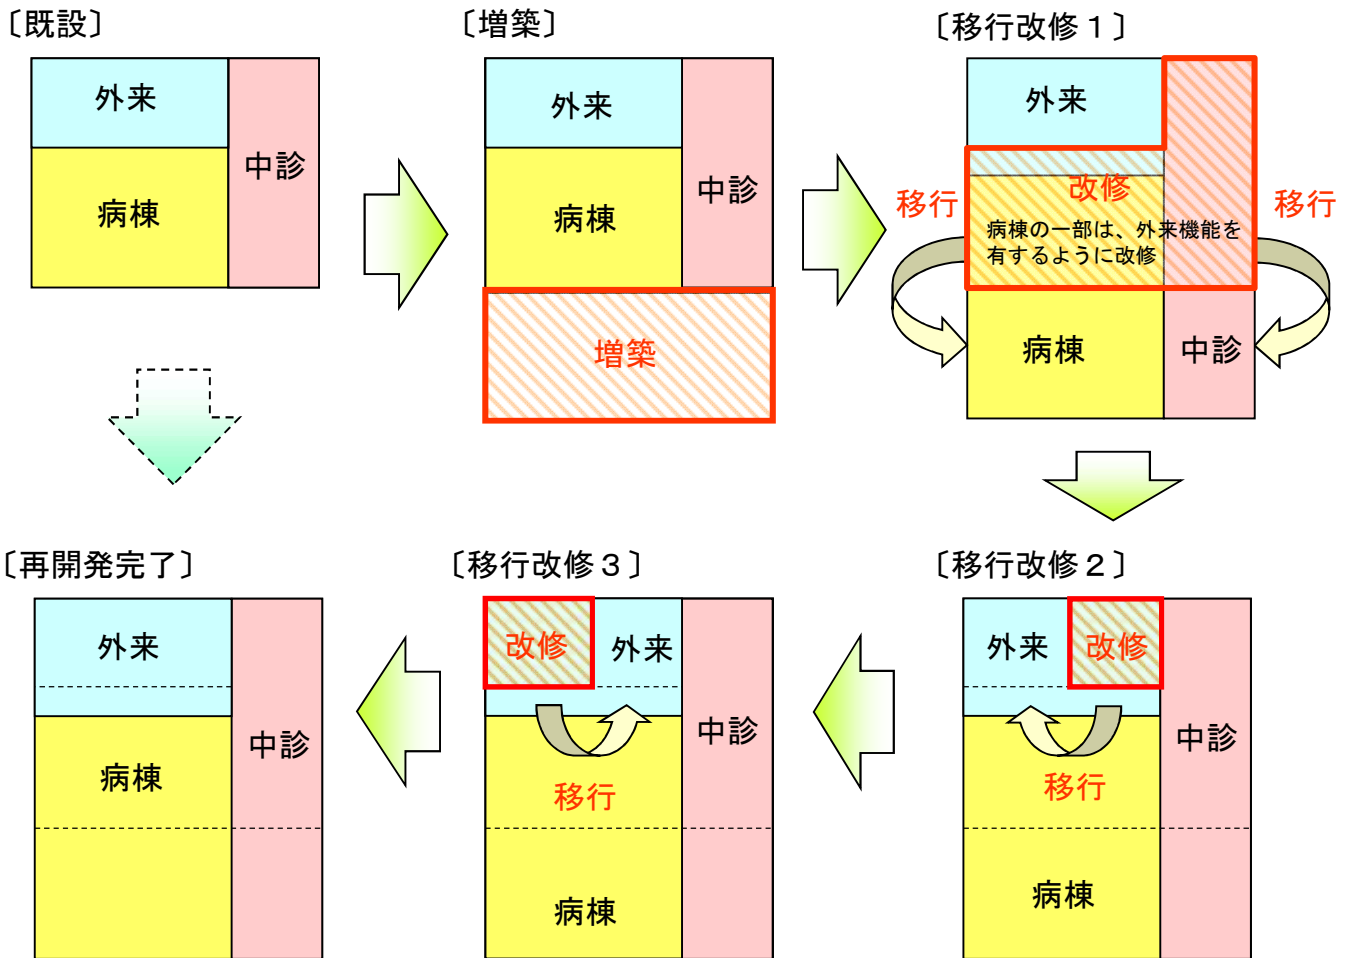 〔既設〕
外来
病棟
中診
〔増築〕
外来
病棟
中診
増築
〔移行改修１〕
外来
改修
病棟の一部は、外来機能を
有するように改修
移行
移行
病棟
中診
〔再開発完了〕
外来
病棟
中診
〔移行改修３〕
改修
外来
中診
移行
病棟
〔移行改修２〕
外来
改修
中診
移行
病棟